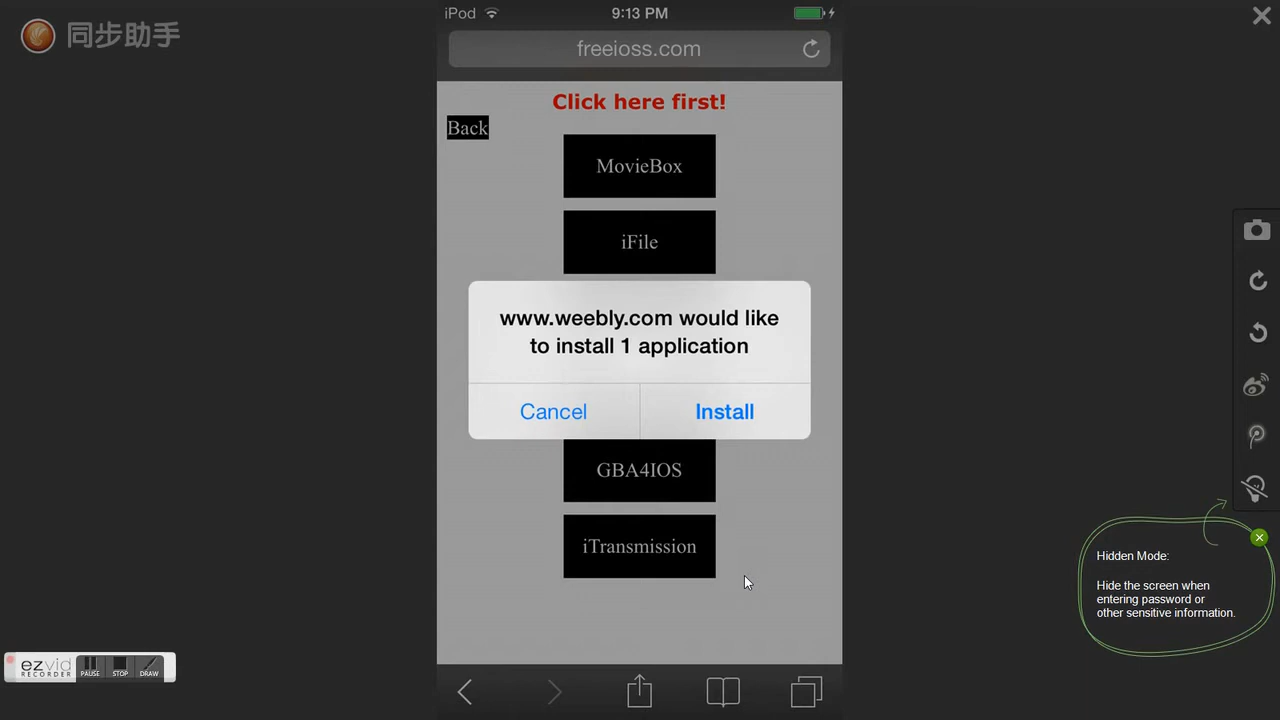 同步助手
iPod
9:13 PM
freeioss.com
Click here first!
Back
MovieBox
iFile
www.weebly.com would like
to install 1 application
Cancel
Install
GBA4IOS
iTransmission
Hidden Mode:
Hide the screen when
entering password or
other sensitive information.
ezvid
RECORDER
PAUSE
STOP
DRAW